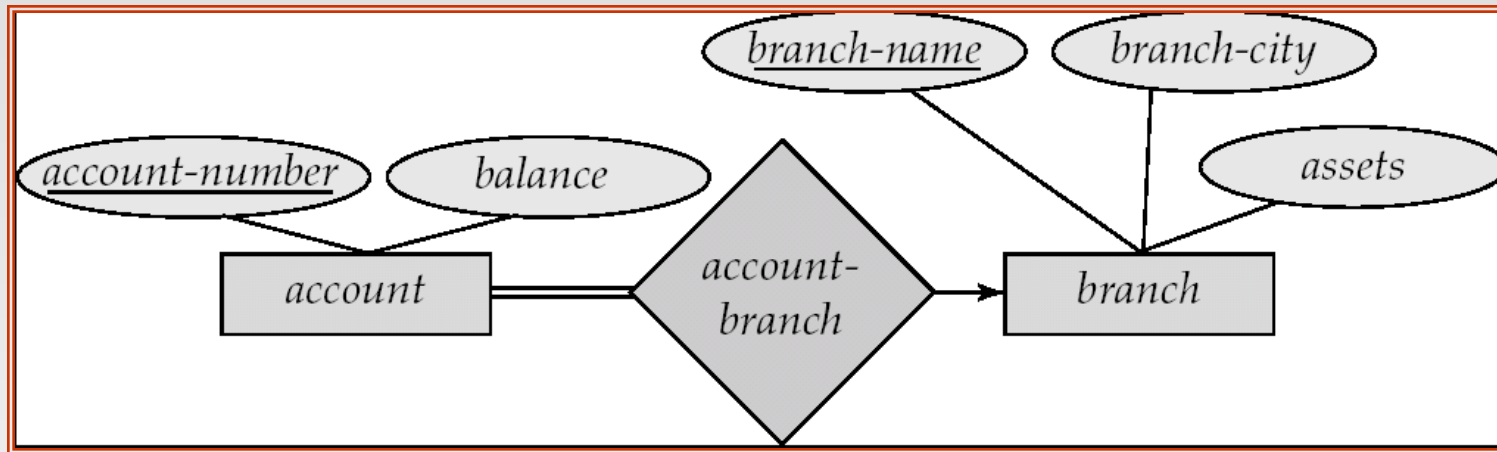 branch-name
branch-city
account-number
balance
assets
account
account-
branch
branch